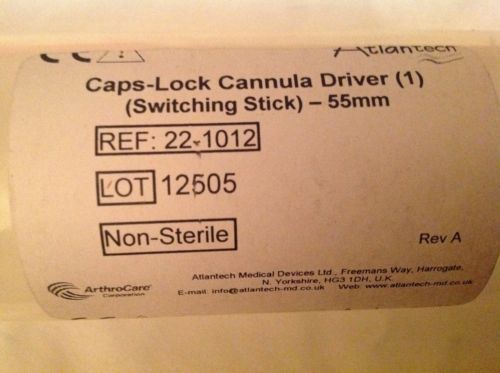 CE Atlantech
Caps-Lock Cannula Driver (1)
(Switching Stick) – 55mm
REF: 22-1012
LOT 12505
Non-Sterile
Rev A
Atlantech Medical Devices Ltd., Freemans Way, Harrogate,
N. Yorkshire, HG3 1DH, U.K.
E-mail: info@atlantech-md.co.uk Web: www.atlantech-md.co.uk
ArthroCare
Corporation